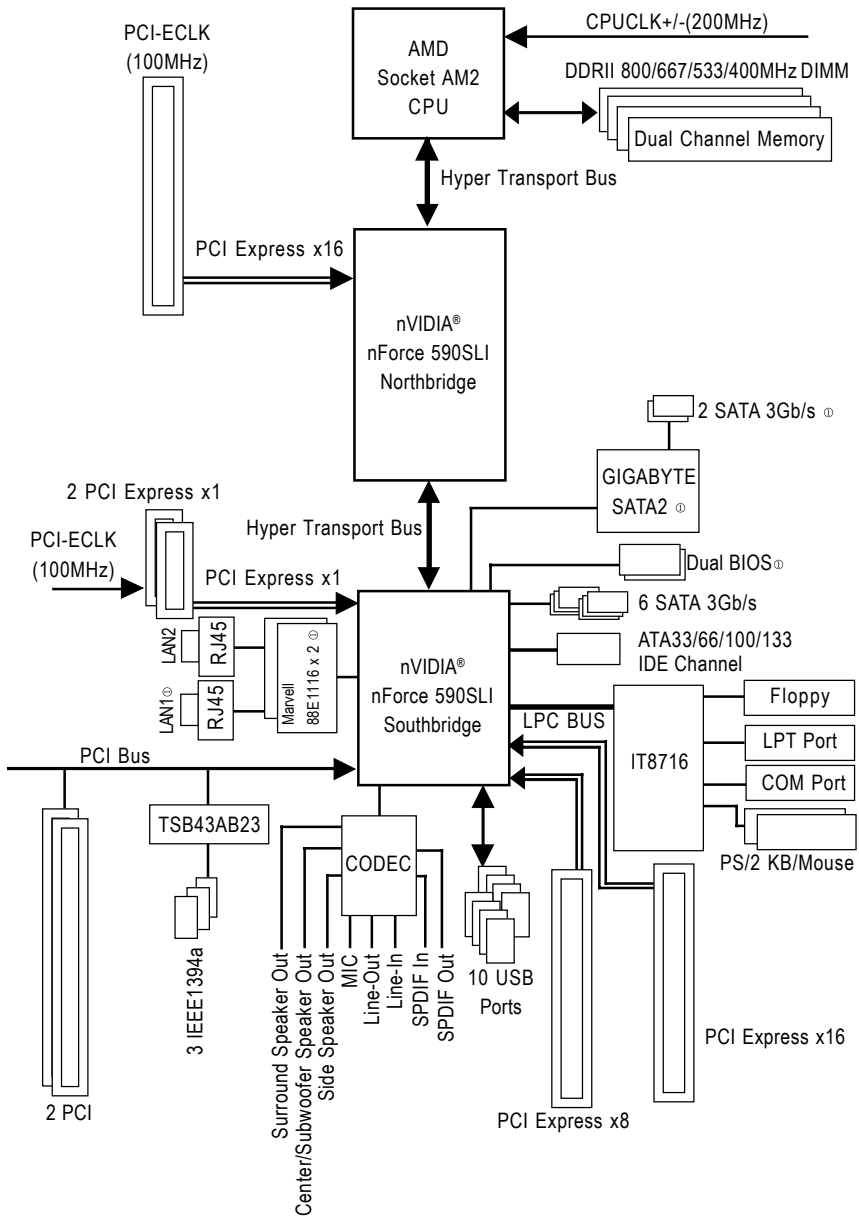 PCI-ECLK
(100MHz)
AMD
Socket AM2
CPU
CPUCLK+/-(200MHz)
DDRII 800/667/533/400MHz DIMM
Dual Channel Memory
Hyper Transport Bus
PCI Express x16
nVIDIA®
nForce 590SLI
Northbridge
2 SATA 3Gb/s ①
GIGABYTE
SATA2 ①
2 PCI Express x1
Hyper Transport Bus
PCI-ECLK
(100MHz)
PCI Express x1
Dual BIOS①
6 SATA 3Gb/s
ATA33/66/100/133
IDE Channel
LAN2
RJ45
LAN1①
RJ45
Marvell
88E1116 x 2 ①
nVIDIA®
nForce 590SLI
Southbridge
LPC BUS
IT8716
Floppy
LPT Port
COM Port
PS/2 KB/Mouse
PCI Bus
TSB43AB23
CODEC
3 IEEE1394a
2 PCI
Surround Speaker Out
Center/Subwoofer Speaker Out
Side Speaker Out
MIC
Line-Out
Line-In
SPDIF In
SPDIF Out
10 USB
Ports
PCI Express x8
PCI Express x16